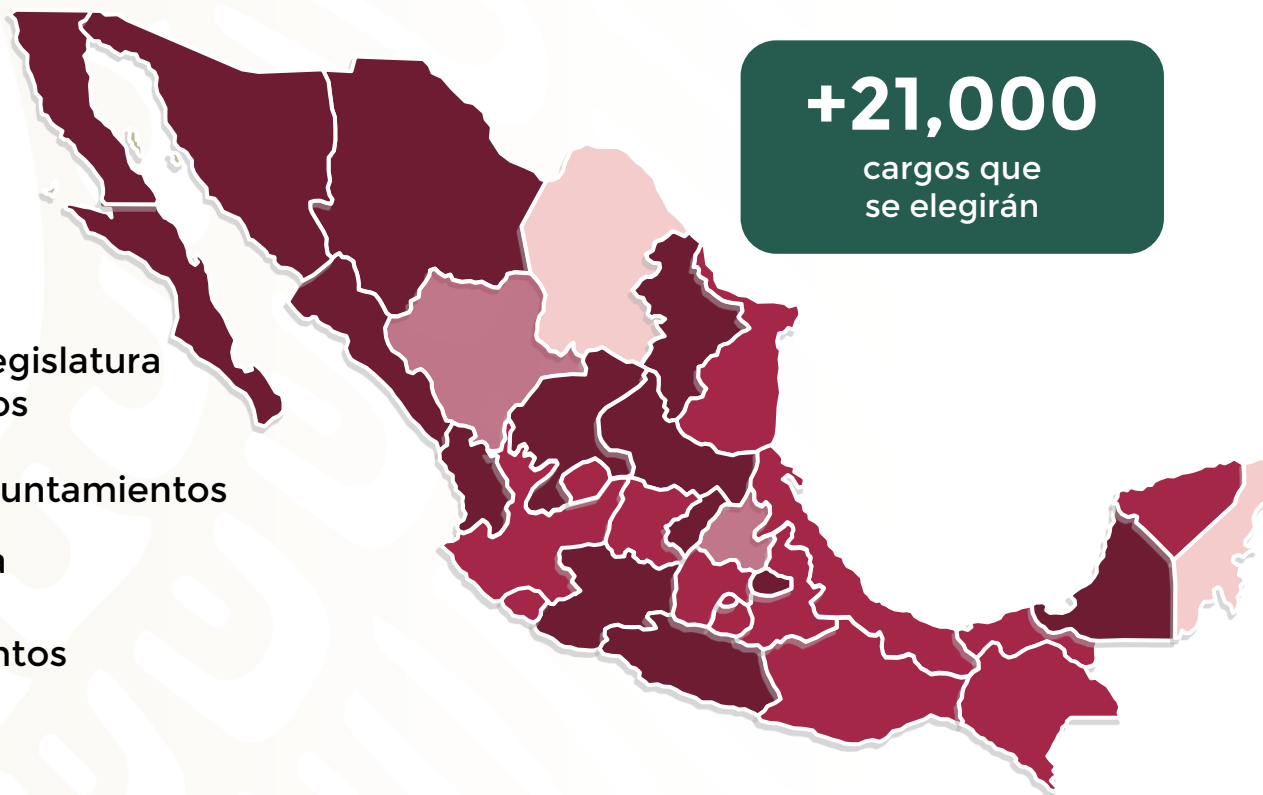 +21,000
cargos que
se elegirán
egislatura
os
untamientos
a
ntos